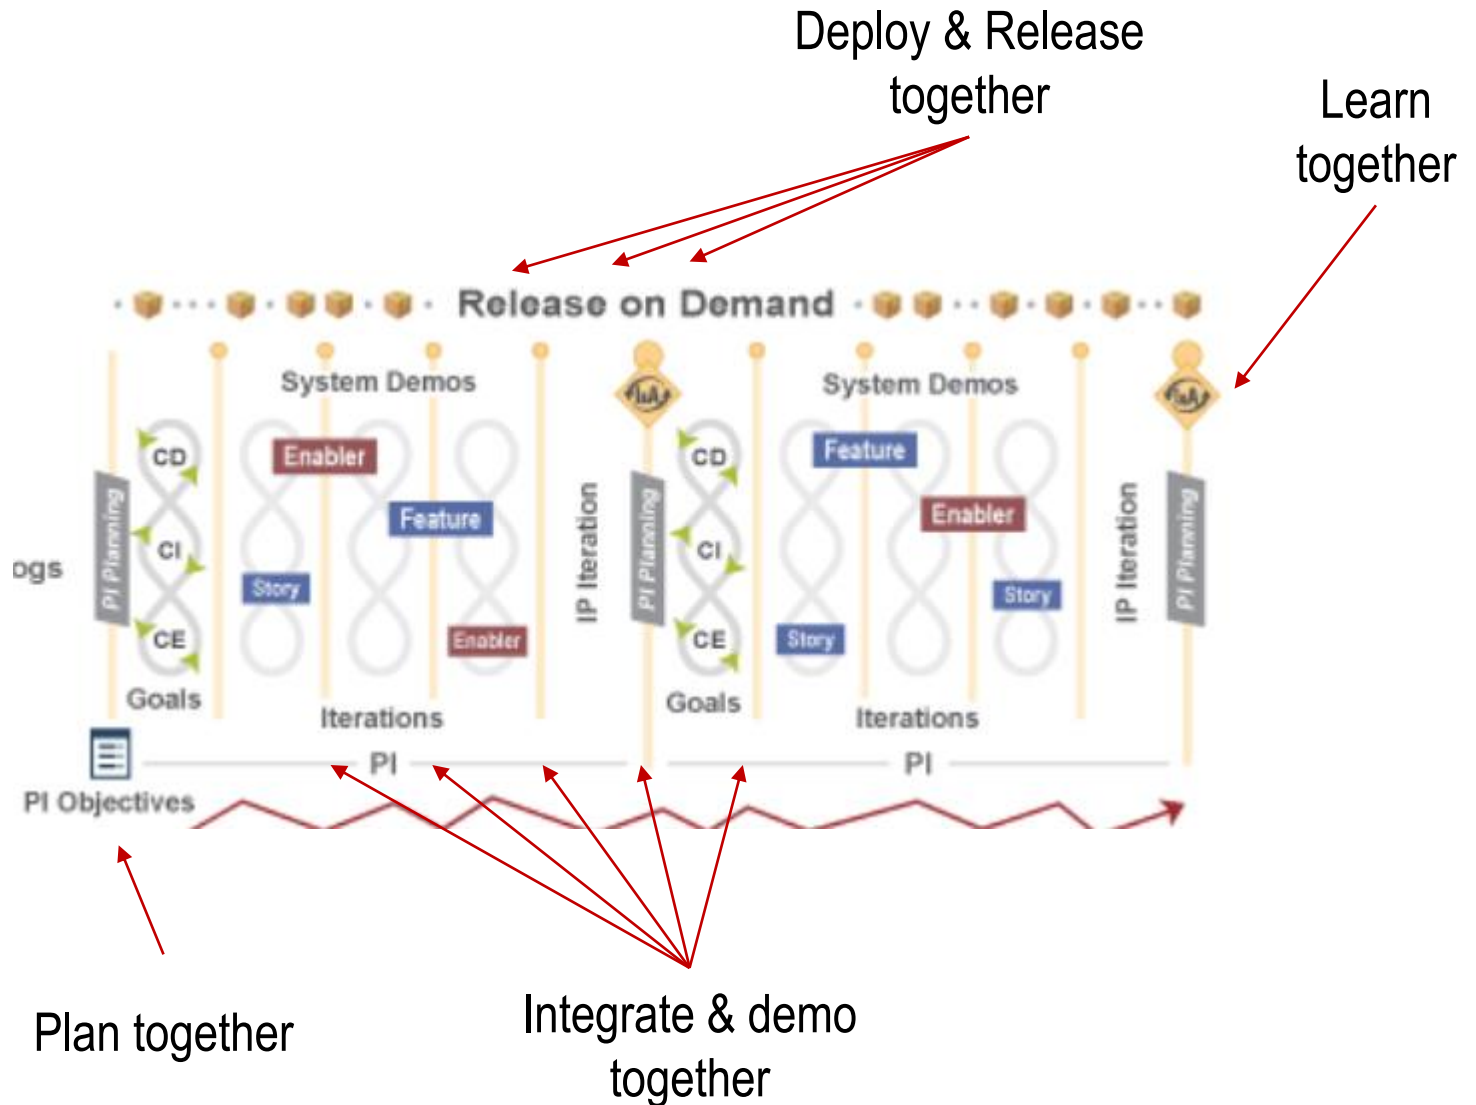 Deploy & Release
together
Learn
together
Release on Demand
System Demos
System Demos
CD
Enabler
CD
Feature
PI Planning
Feature
IP Iteration
PI Planning
Enabler
IP Iteration
PI Planning
CI
CI
ogs
Story
Story
CE
Enabler
CE
Story
Goals
Iterations
Goals
Iterations
PI
PI
PI Objectives
Plan together
Integrate & demo
together